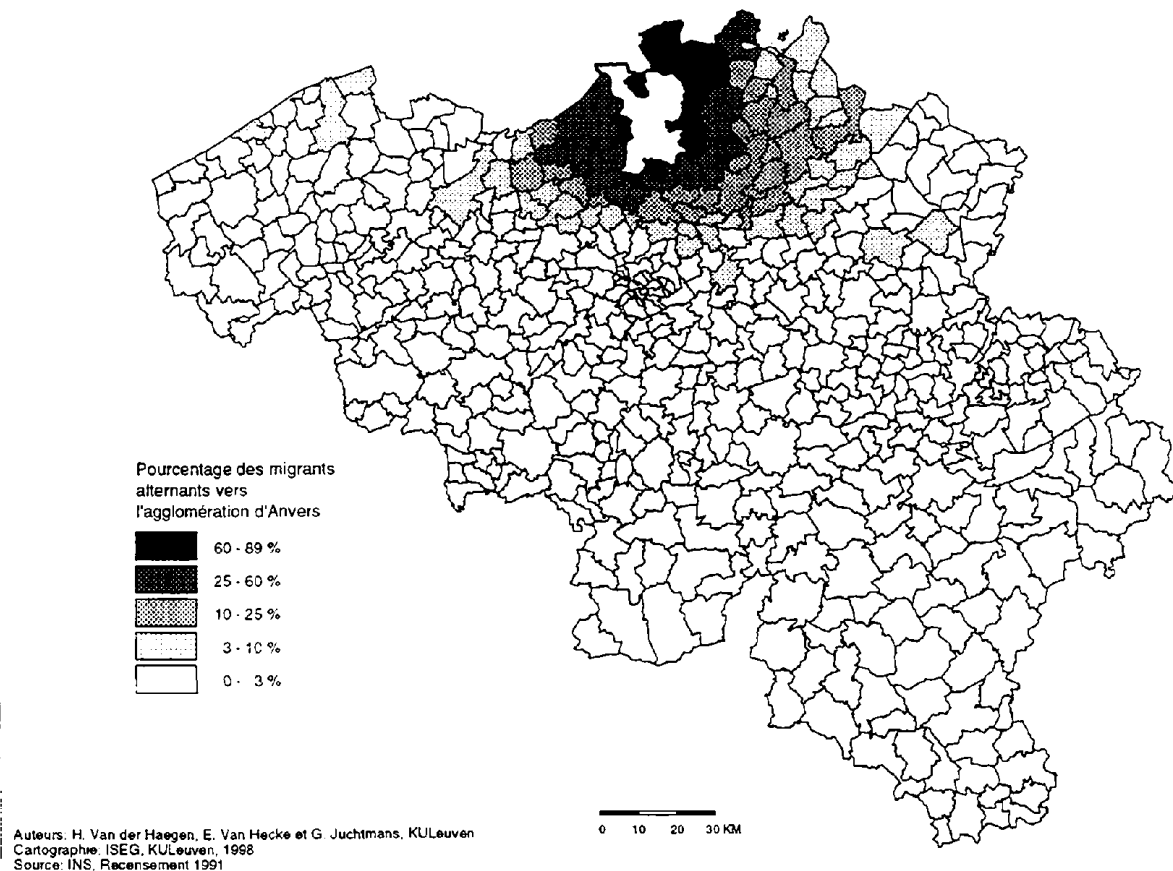 Pourcentage des migrants
alternants vers
l'agglomération d'Anvers
60 - 89 %
25 - 60 %
10 - 25 %
3 - 10 %
0 - 3 %
0 10 20 30 KM
Auteurs: H. Van der Haegen, E. Van Hecke et G. Juchtmans, KULeuven
Cartographie: ISEG, KULeuven, 1998
Source: INS, Recensement 1991